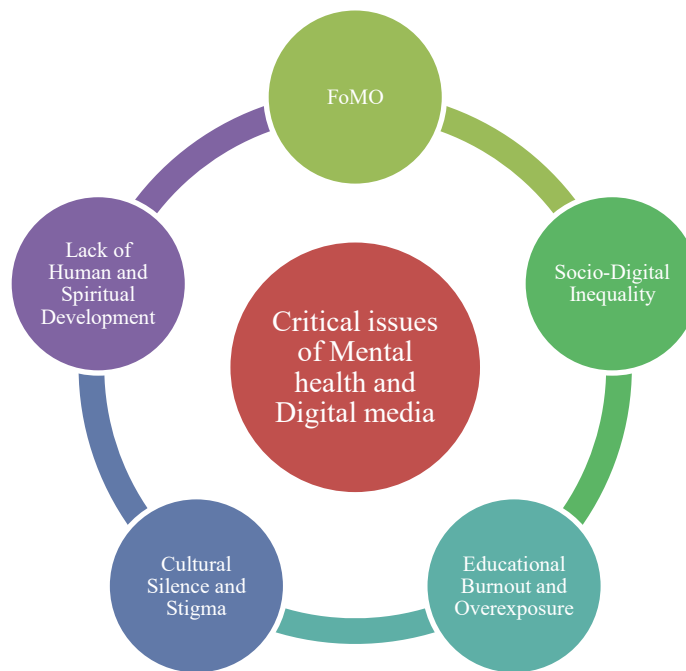 FoMO
Socio-Digital
Inequality
Educational
Burnout and
Overexposure
Cultural
Silence and
Stigma
Lack of
Human and
Spiritual
Development
Critical issues
of Mental
health and
Digital media